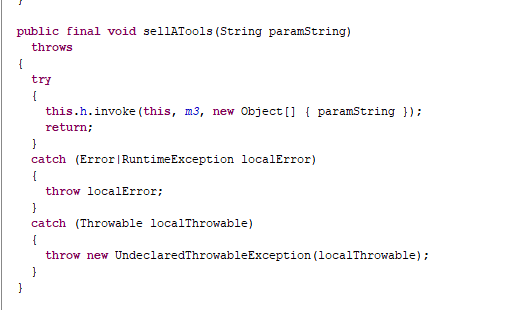 public final void sellATools(String paramString)
throws
{
try
{
this.h.invoke(this, m3, new Object[] { paramString });
return;
}
catch (Error|RuntimeException localError)
{
throw localError;
}
catch (Throwable localThrowable)
{
throw new UndeclaredThrowableException(localThrowable);
}
}